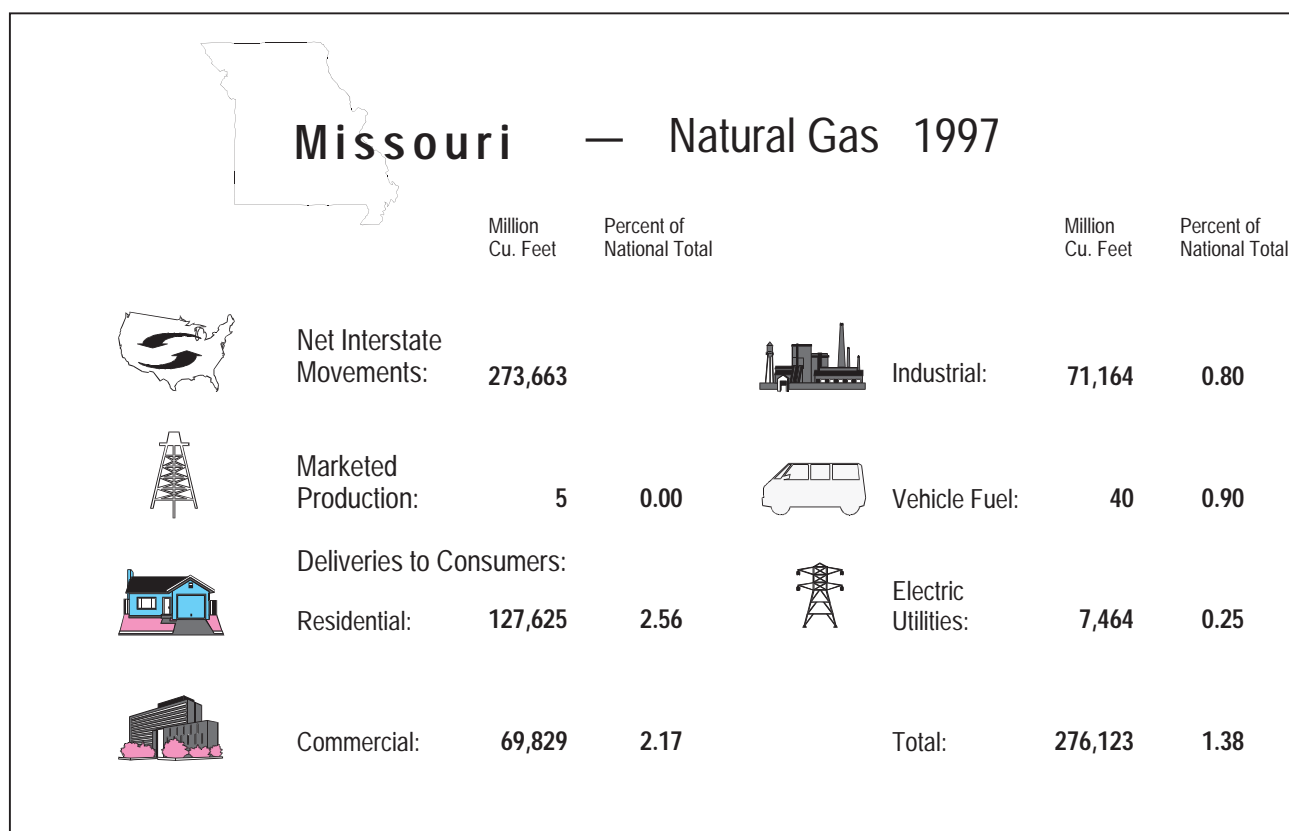 Missouri — Natural Gas 1997
Million Cu. Feet
Percent of National Total
Million Cu. Feet
Percent of National Total
Net Interstate
Movements: 273,663
Industrial: 71,164 0.80
Marketed
Production: 5 0.00
Vehicle Fuel: 40 0.90
Deliveries to Consumers:
Residential: 127,625 2.56
Electric
Utilities: 7,464 0.25
Commercial: 69,829 2.17
Total: 276,123 1.38